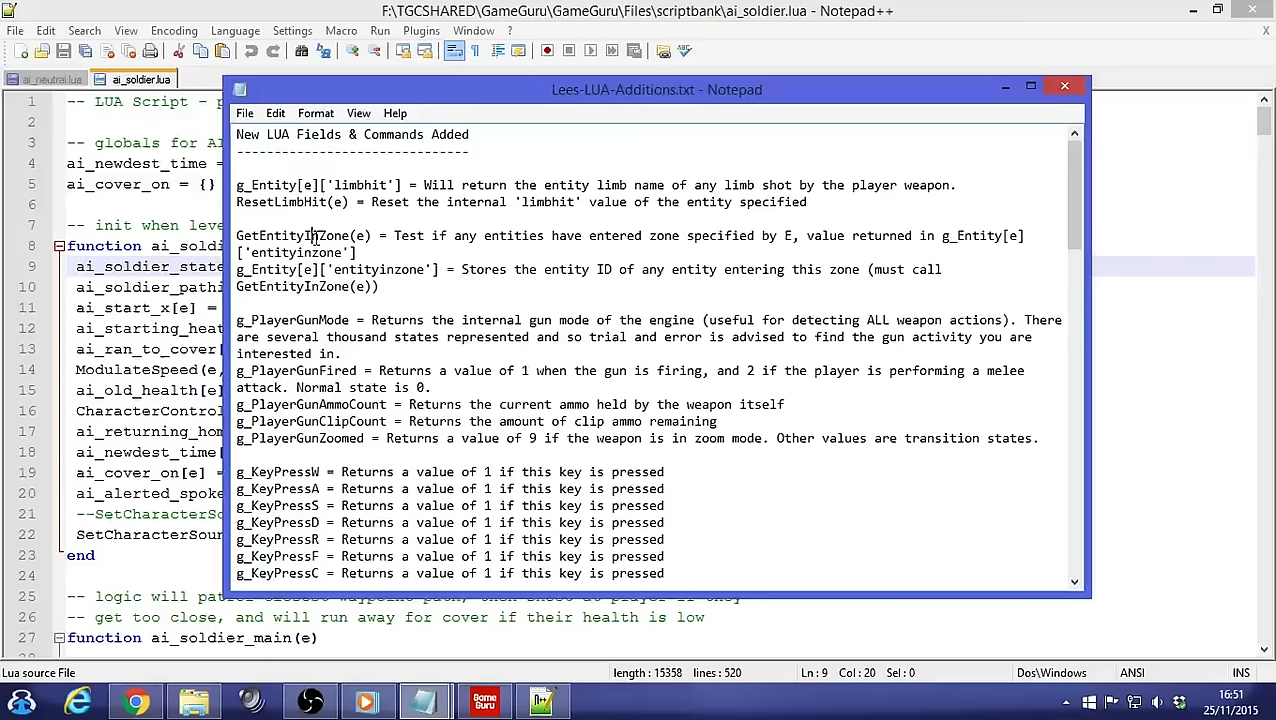 F:\TGCSHARED\GameGuru\GameGuru\Files\scriptbank\ai_soldier.lua - Notepad++
File Edit Search View Encoding Language Settings Macro Run Plugins Window ?
ai_neutral.lua ai_soldier.lua
Lees-LUA-Additions.txt - Notepad
File Edit Format View Help
New LUA Fields & Commands Added
-------------------------------
g_Entity[e]['limbhit'] = Will return the entity limb name of any limb shot by the player weapon.
ResetLimbHit(e) = Reset the internal 'limbhit' value of the entity specified
GetEntityInZone(e) = Test if any entities have entered zone specified by E, value returned in g_Entity[e]
['entityinzone']
g_Entity[e]['entityinzone'] = Stores the entity ID of any entity entering this zone (must call
GetEntityInZone(e))
g_PlayerGunMode = Returns the internal gun mode of the engine (useful for detecting ALL weapon actions). There
are several thousand states represented and so trial and error is advised to find the gun activity you are
interested in.
g_PlayerGunFired = Returns a value of 1 when the gun is firing, and 2 if the player is performing a melee
attack. Normal state is 0.
g_PlayerGunAmmoCount = Returns the current ammo held by the weapon itself
g_PlayerGunClipCount = Returns the amount of clip ammo remaining
g_PlayerGunZoomed = Returns a value of 9 if the weapon is in zoom mode. Other values are transition states.
g_KeyPressW = Returns a value of 1 if this key is pressed
g_KeyPressA = Returns a value of 1 if this key is pressed
g_KeyPressS = Returns a value of 1 if this key is pressed
g_KeyPressD = Returns a value of 1 if this key is pressed
g_KeyPressR = Returns a value of 1 if this key is pressed
g_KeyPressF = Returns a value of 1 if this key is pressed
g_KeyPressC = Returns a value of 1 if this key is pressed
1 -- LUA Script - p
2
3 -- globals for AI
4 ai_newdest_time =
5 ai_cover_on = {}
6
7 -- init when leve
8 function ai_soldi
9 ai_soldier_state
10 ai_soldier_pathi
11 ai_start_x[e] =
12 ai_starting_heat
13 ai_ran_to_cover[
14 ModulateSpeed(e,
15 ai_old_health[e]
16 CharacterControl
17 ai_returning_hom
18 ai_newdest_time[
19 ai_cover_on[e] =
20 ai_alerted_spoke
21 --SetCharacterSo
22 SetCharacterSour
23 end
24
25 -- logic will
26 -- get too close, and will run away for cover if their health is low
27 function ai_soldier_main(e)
Lua source File length : 15358 lines : 520 Ln : 9 Col : 20 Sel : 0 Dos\Windows ANSI INS
Game Guru
16:51
25/11/2015